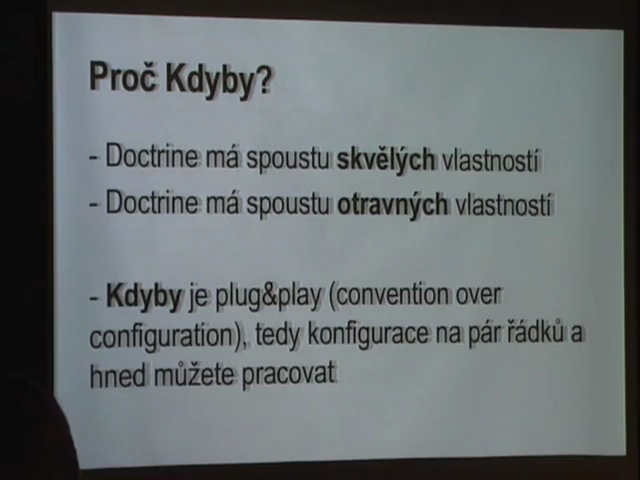 Proč Kdyby?
- Doctrine má spoustu skvělých vlastností
- Doctrine má spoustu otravných vlastností
- Kdyby je plug&play (convention over
configuration), tedy konfigurace na pár řádků a
hned můžete pracovat